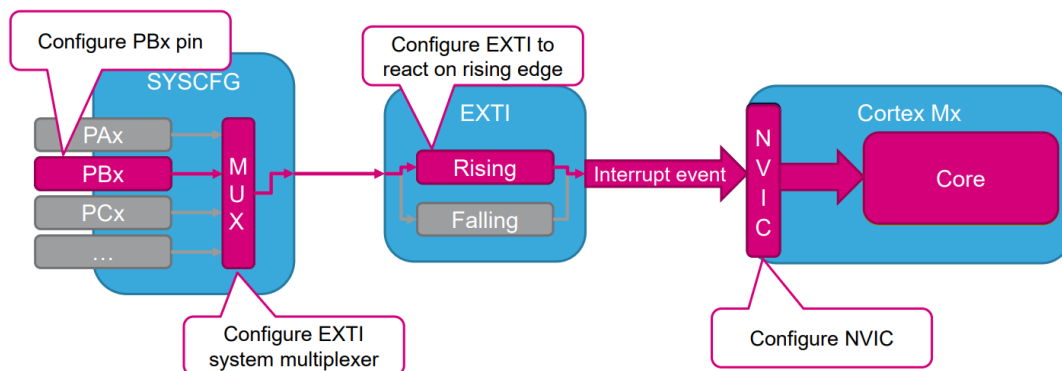 Configure PBx pin
SYSCFG
PAx
PBx
PCx
...
M
U
X
Configure EXTI
system multiplexer
Configure EXTI to
react on rising edge
EXTI
Rising
Falling
Interrupt event
N
V
I
C
Cortex Mx
Core
Configure NVIC